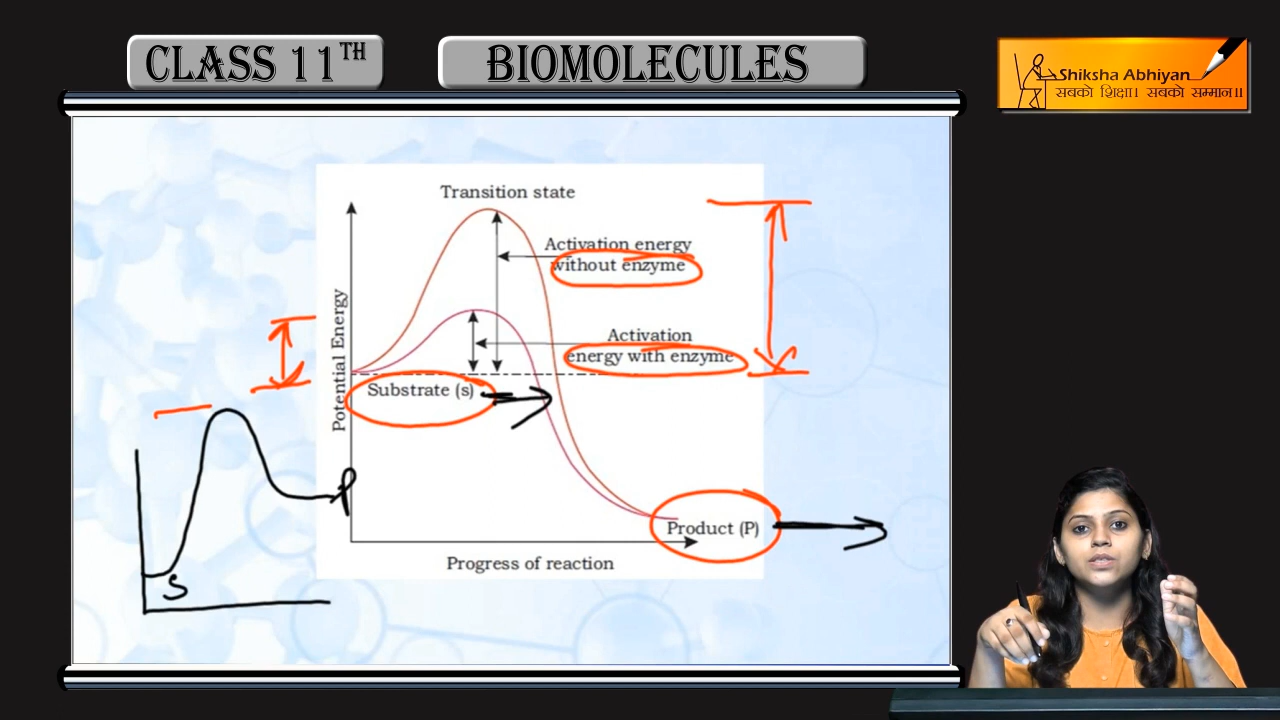 CLASS 11TH
BIOMOLECULES
Shiksha Abhiyan
सबको शिक्षा। सबको सम्मान॥
Transition state
Activation energy
without enzyme
Activation
energy with enzyme
Potential Energy
Substrate (s)
Product (P)
Progress of reaction
S
P